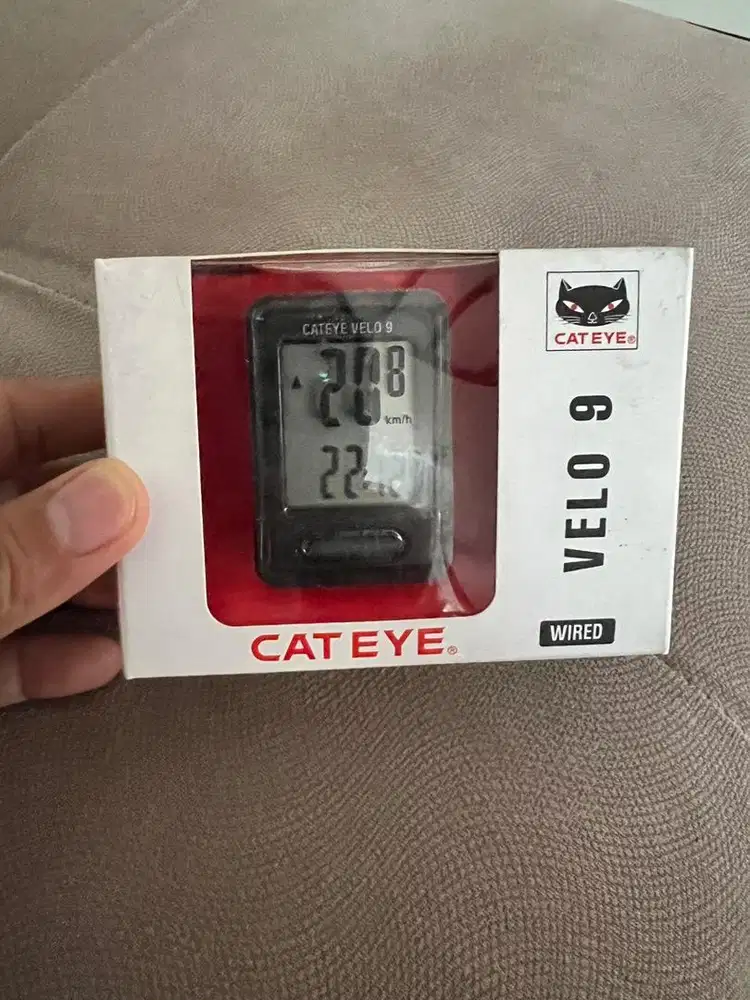 CATEYE VELO 9
20.8
km/h
CATEYE®
VELO 9
WIRED
CATEYE®